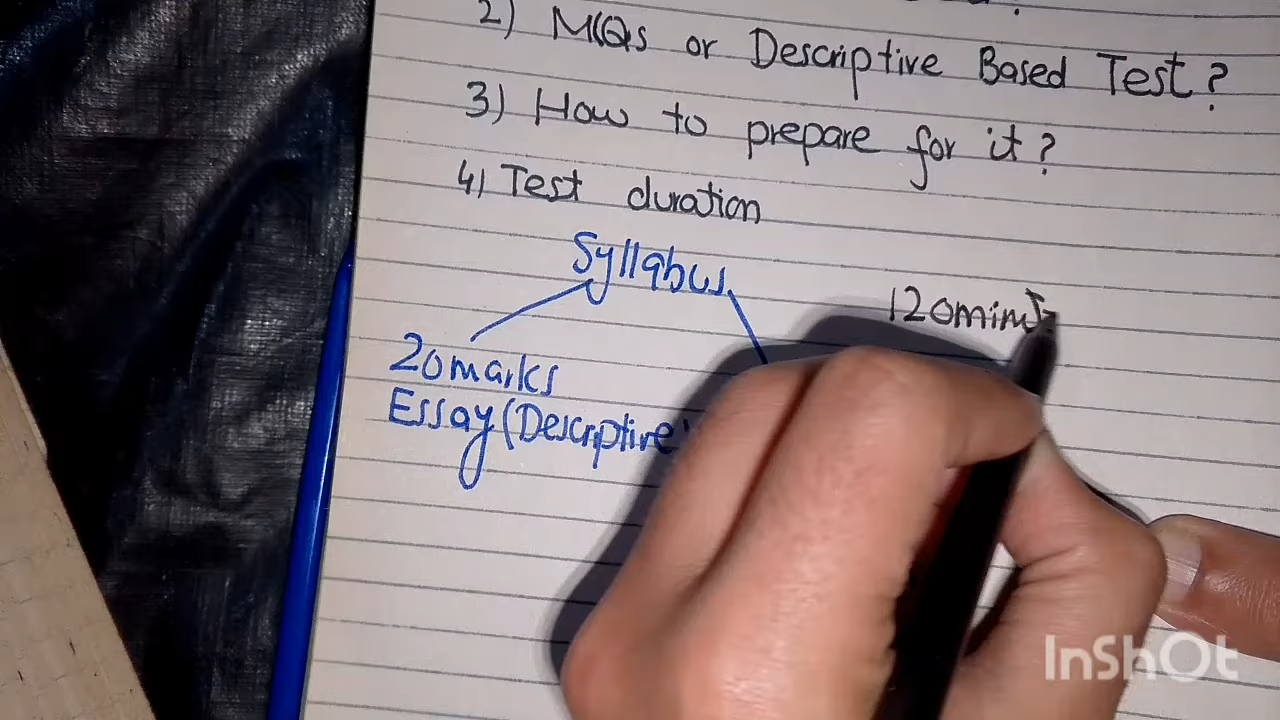 2) MCQs or Descriptive Based Test?
3) How to prepare for it?
4) Test duration
Syllabus
120min
20marks
Essay (Descriptive
InShOt